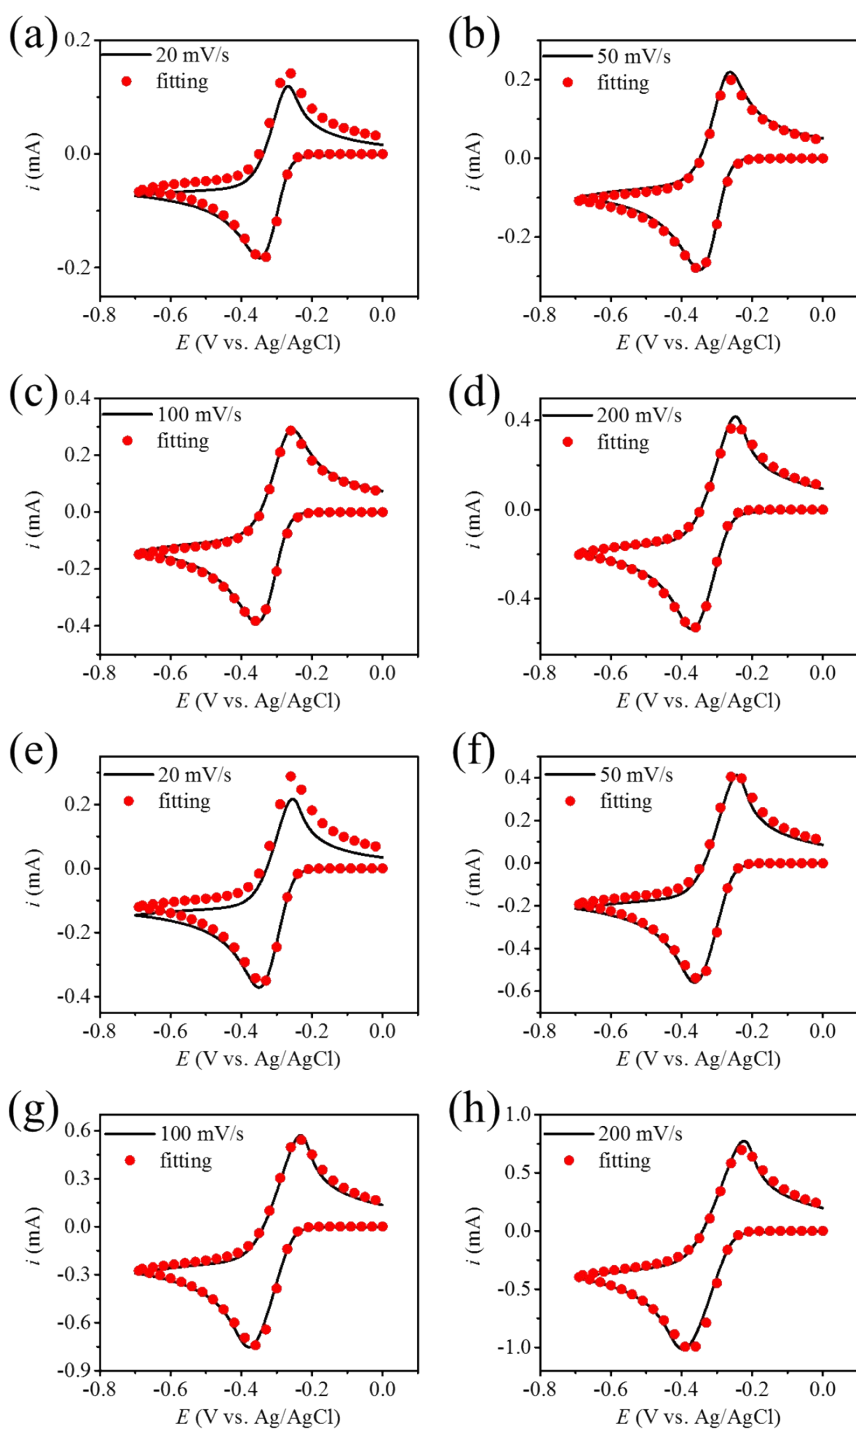 (a)
20 mV/s
fitting
0.2
0.0
-0.2
i (mA)
-0.8 -0.6 -0.4 -0.2 0.0
E (V vs. Ag/AgCl)
(b)
50 mV/s
fitting
0.2
0.0
-0.2
i (mA)
-0.8 -0.6 -0.4 -0.2 0.0
E (V vs. Ag/AgCl)
(c)
100 mV/s
fitting
0.4
0.2
0.0
-0.2
-0.4
i (mA)
-0.8 -0.6 -0.4 -0.2 0.0
E (V vs. Ag/AgCl)
(d)
200 mV/s
fitting
0.4
0.0
-0.4
i (mA)
-0.8 -0.6 -0.4 -0.2 0.0
E (V vs. Ag/AgCl)
(e)
20 mV/s
fitting
0.2
0.0
-0.2
-0.4
i (mA)
-0.8 -0.6 -0.4 -0.2 0.0
E (V vs. Ag/AgCl)
(f)
50 mV/s
fitting
0.4
0.2
0.0
-0.2
-0.4
-0.6
i (mA)
-0.8 -0.6 -0.4 -0.2 0.0
E (V vs. Ag/AgCl)
(g)
100 mV/s
fitting
0.6
0.3
0.0
-0.3
-0.6
-0.9
i (mA)
-0.8 -0.6 -0.4 -0.2 0.0
E (V vs. Ag/AgCl)
(h)
200 mV/s
fitting
1.0
0.5
0.0
-0.5
-1.0
i (mA)
-0.8 -0.6 -0.4 -0.2 0.0
E (V vs. Ag/AgCl)